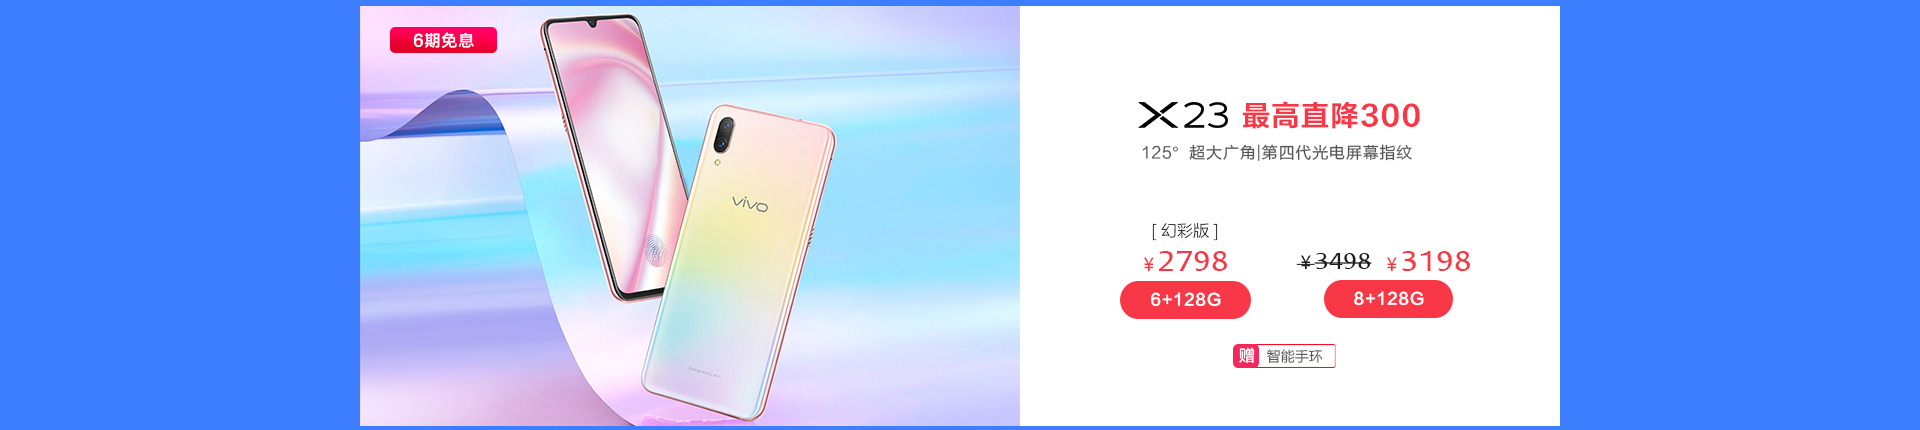 6期免息
vivo
X23 最高直降300
125° 超大广角|第四代光电屏幕指纹
[ 幻彩版 ]
¥2798
¥3498 ¥3198
6+128G
8+128G
赠 智能手环